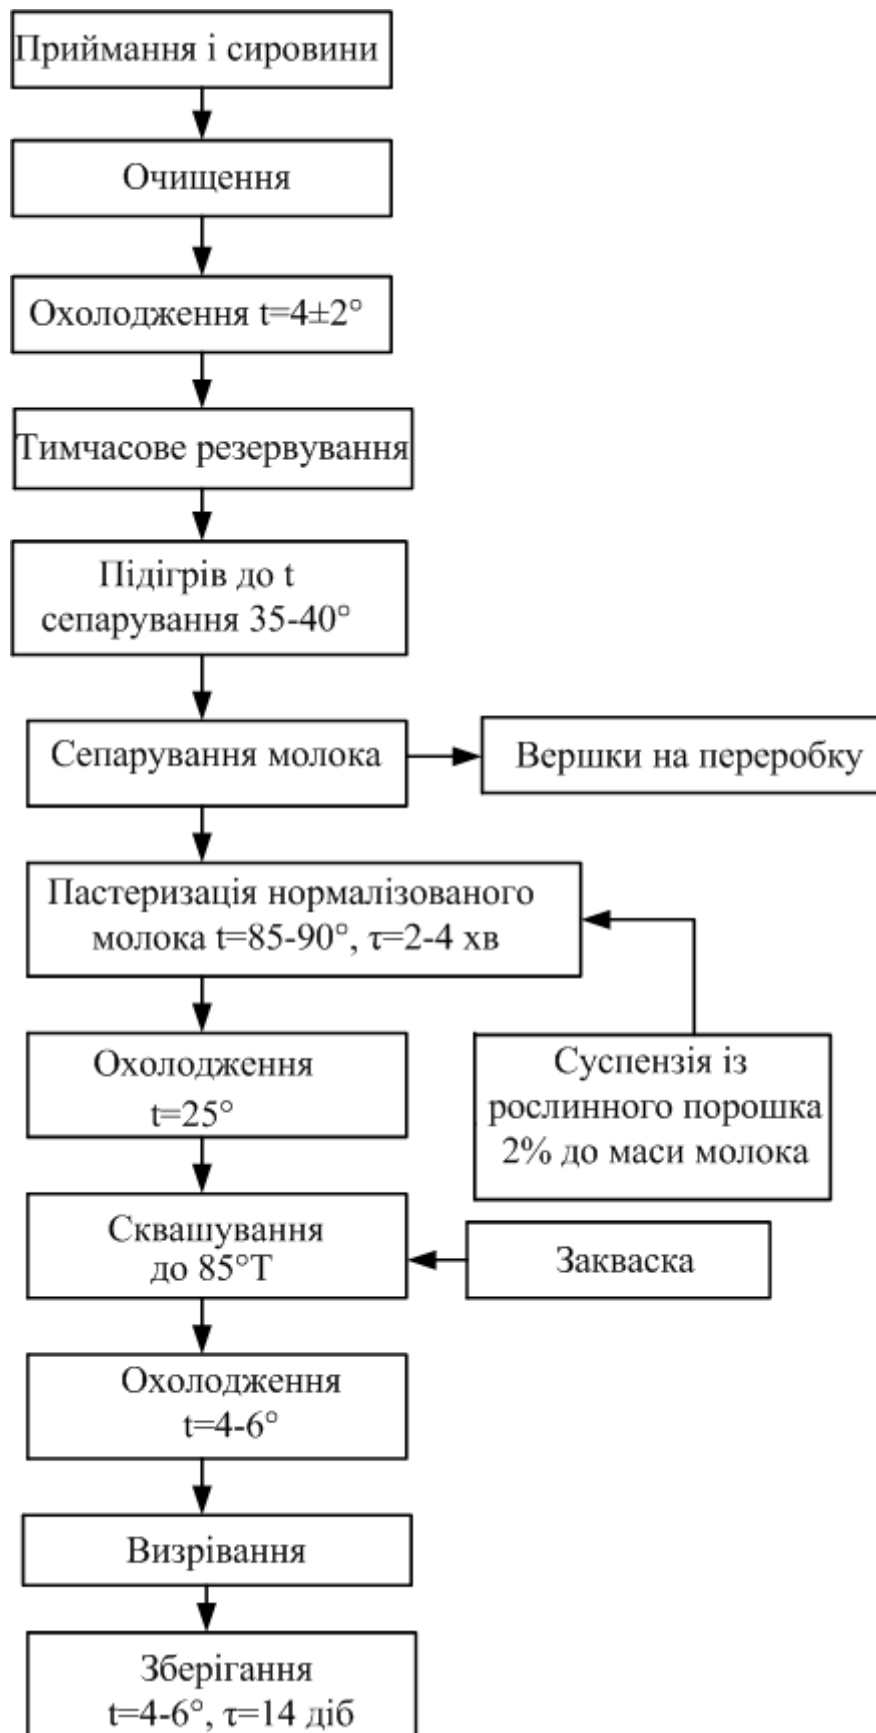 Приймання і сировини
Очищення
Охолодження t=4±2°
Тимчасове резервування
Підігрів до t
сепарування 35-40°
Сепарування молока
Вершки на переробку
Пастеризація нормалізованого
молока t=85-90°, τ=2-4 хв
Охолодження
t=25°
Суспензія із
рослинного порошка
2% до маси молока
Сквашування
до 85°Т
Закваска
Охолодження
t=4-6°
Визрівання
Зберігання
t=4-6°, τ=14 діб